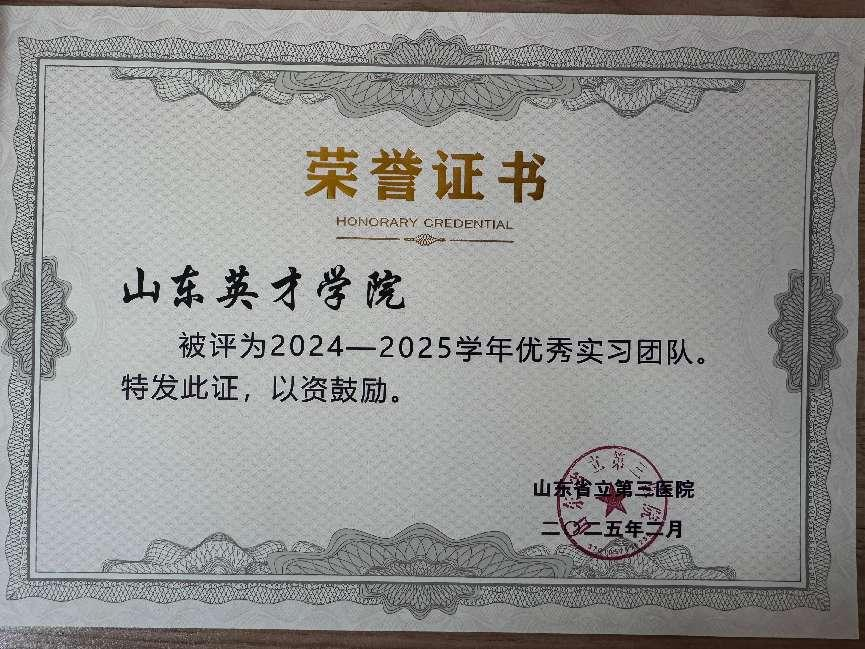 荣誉证书
HONORARY CREDENTIAL
山东英才学院
被评为2024—2025学年优秀实习团队。
特发此证，以资鼓励。
山东省立第三医院
二〇二五年二月